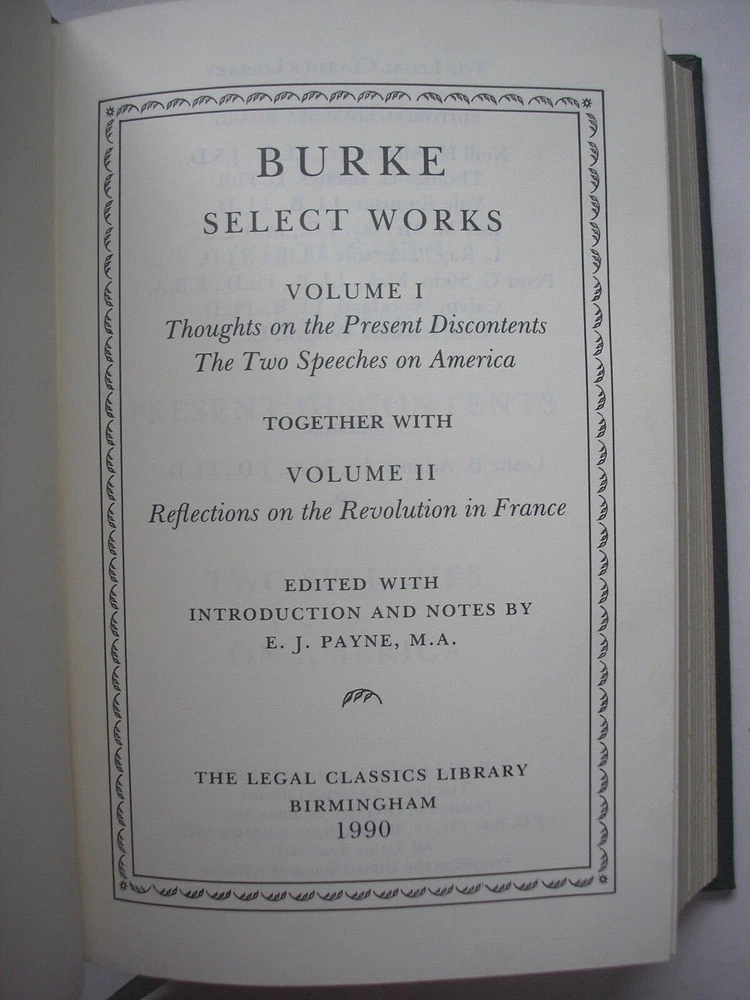 BURKE
SELECT WORKS
VOLUME I
Thoughts on the Present Discontents
The Two Speeches on America
TOGETHER WITH
VOLUME II
Reflections on the Revolution in France
EDITED WITH
INTRODUCTION AND NOTES BY
E. J. PAYNE, M.A.
THE LEGAL CLASSICS LIBRARY
BIRMINGHAM
1990